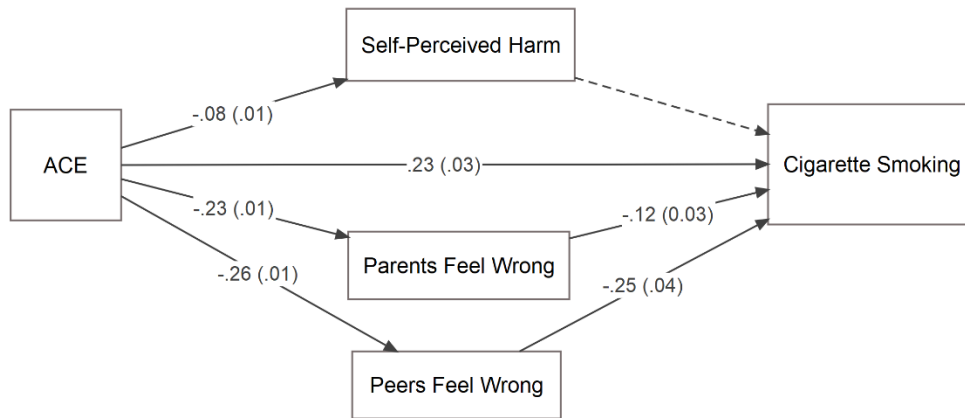 Self-Perceived Harm
-.08 (.01)
ACE
.23 (.03)
Cigarette Smoking
-.23 (.01)
-.12 (0.03)
Parents Feel Wrong
-.26 (.01)
-.25 (.04)
Peers Feel Wrong